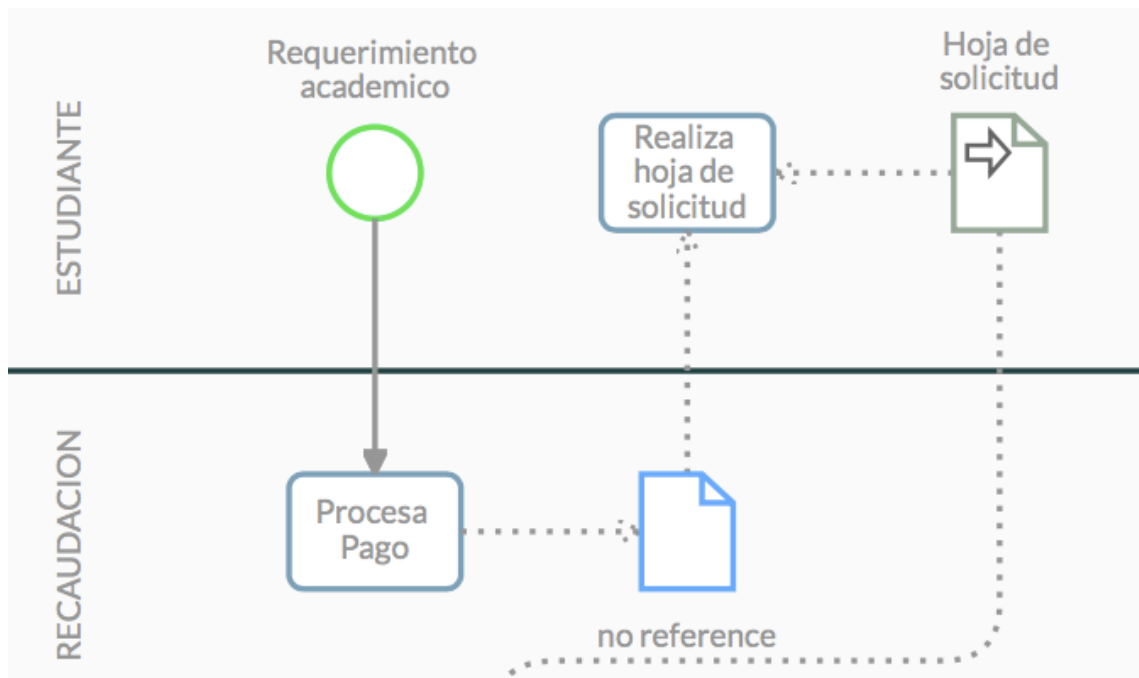 ESTUDIANTE
Requerimiento
academico
Realiza
hoja de
solicitud
Hoja de
solicitud
RECAUDACION
Procesa
Pago
no reference